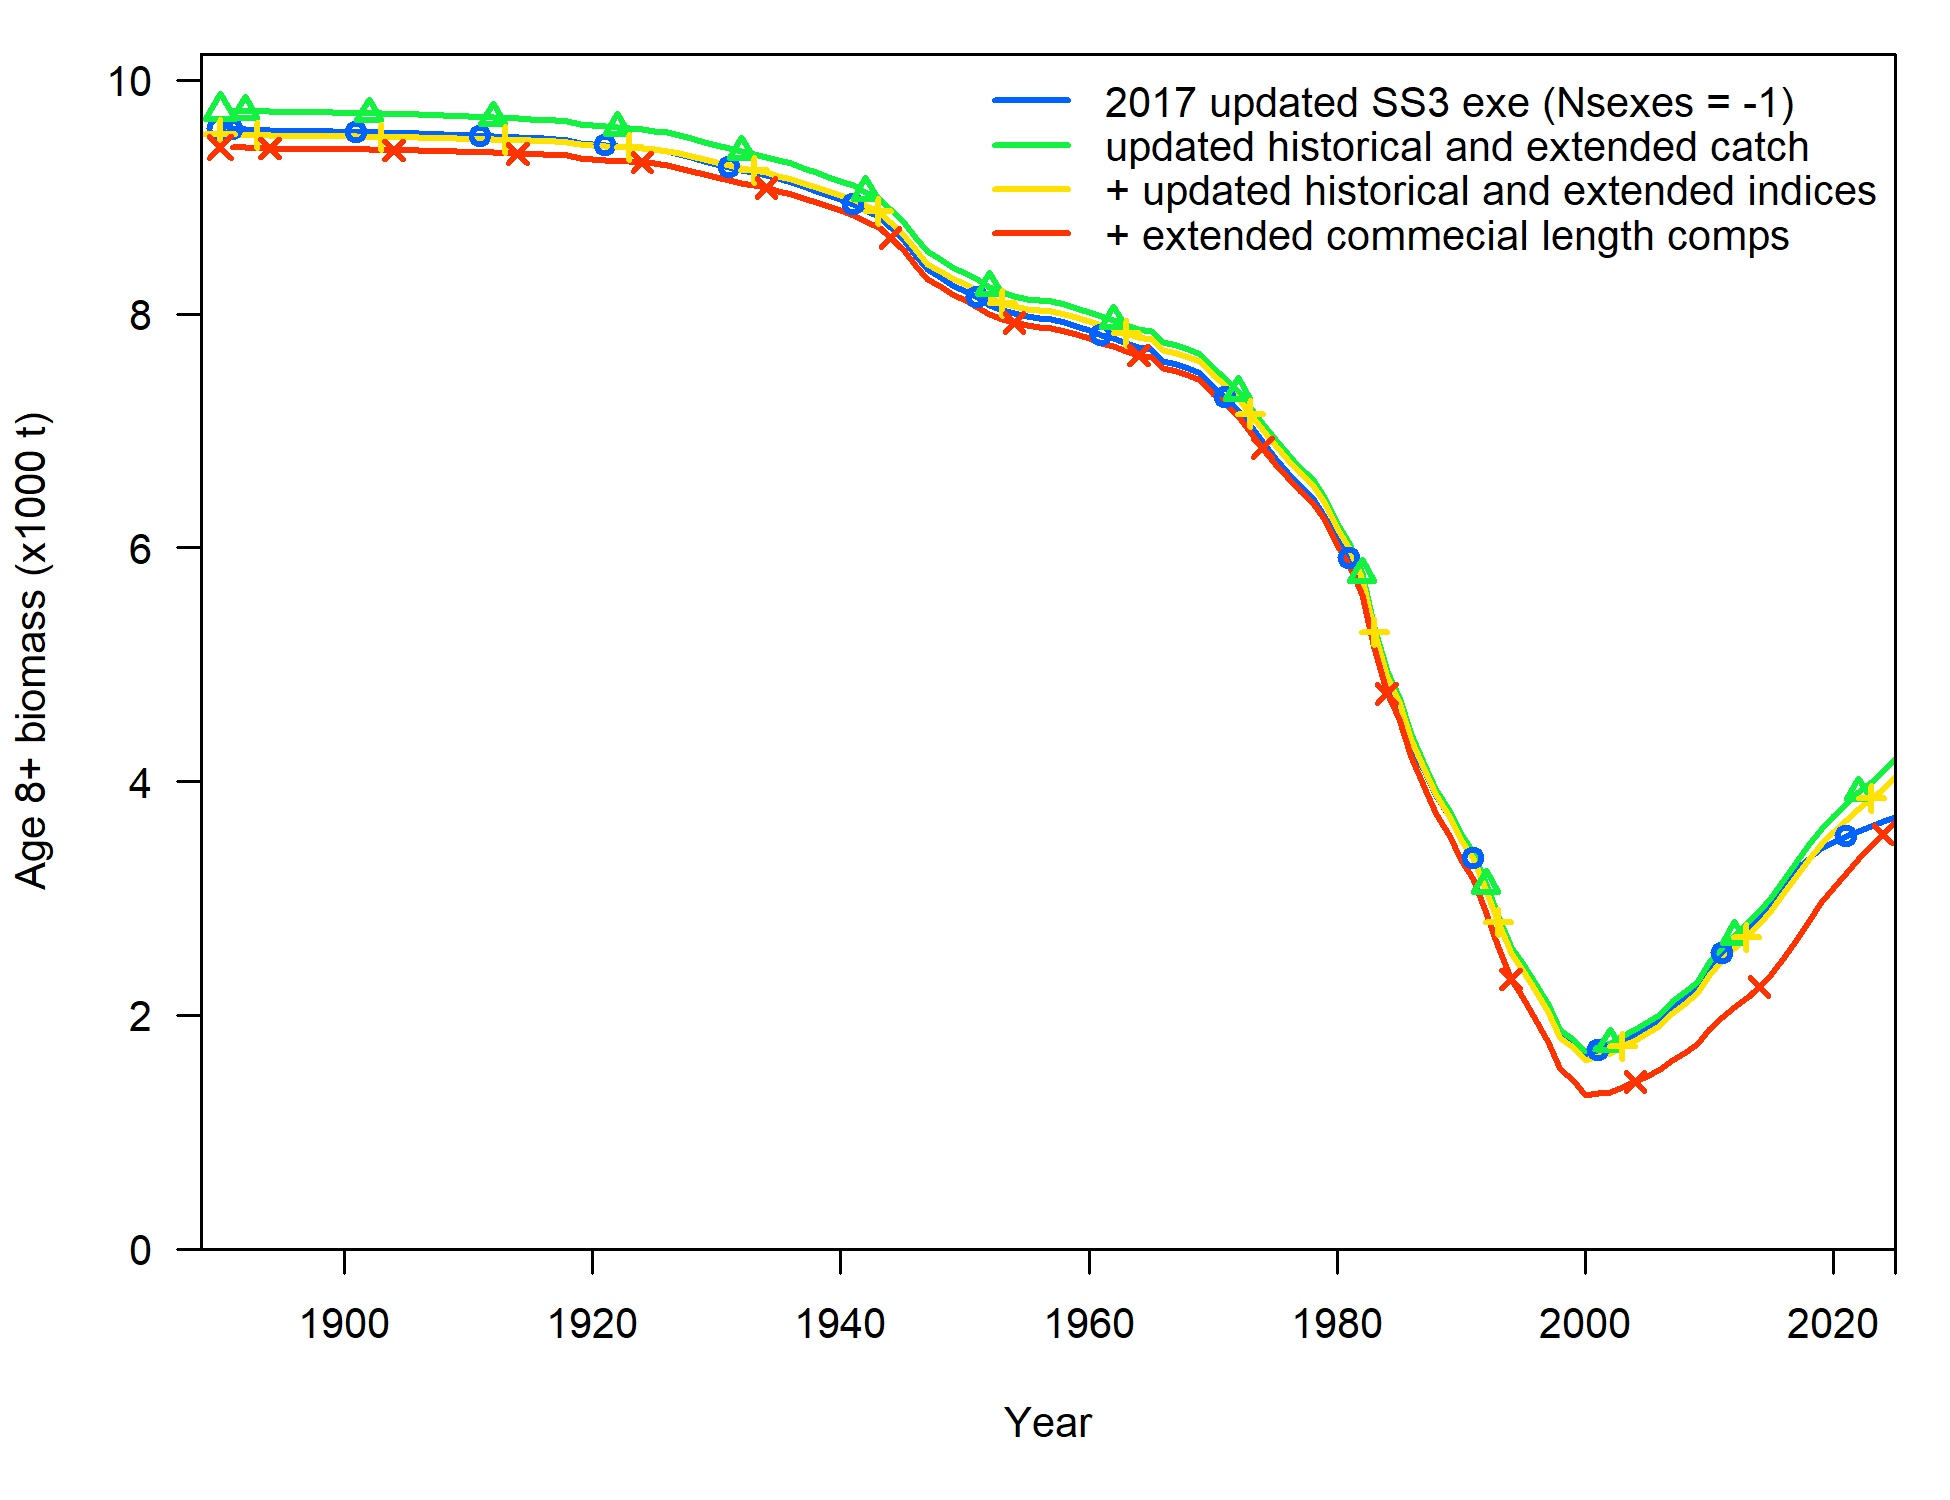 10
8
6
4
2
0
Age 8+ biomass (x1000 t)
2017 updated SS3 exe (Nsexes = -1)
updated historical and extended catch
+ updated historical and extended indices
+ extended commecial length comps
1900 1920 1940 1960 1980 2000 2020
Year